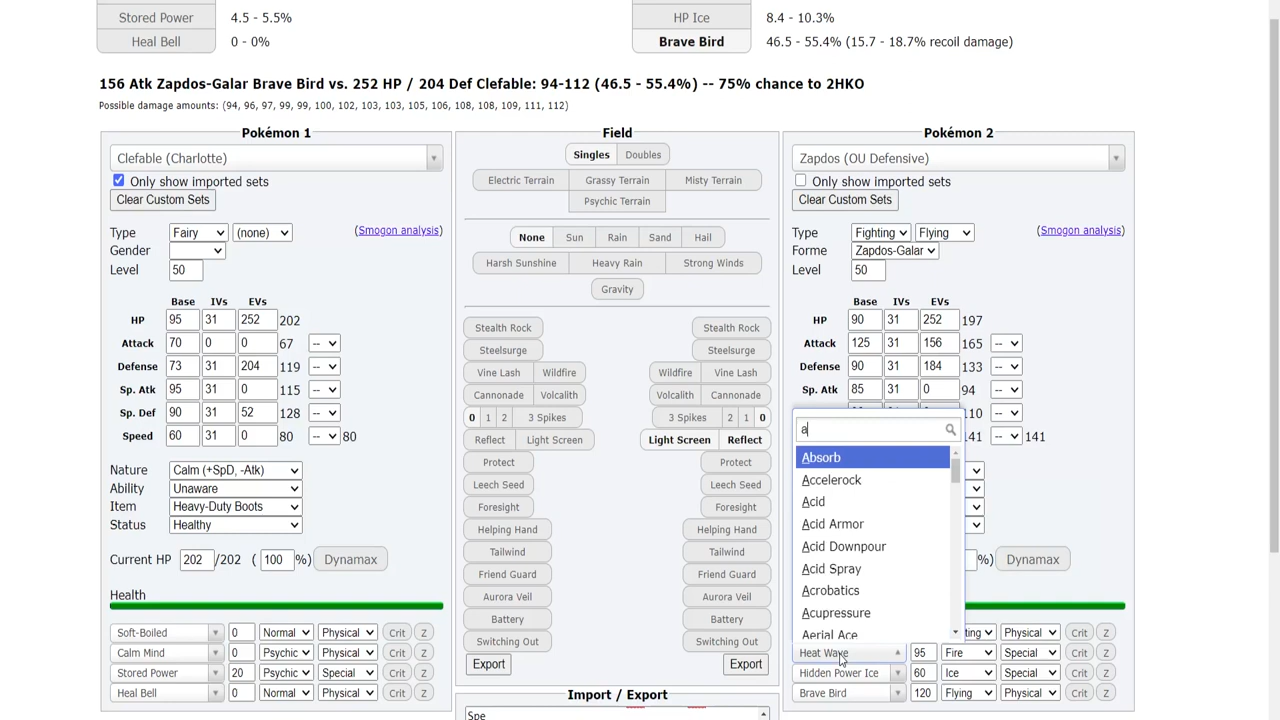 Stored Power 4.5 - 5.5% HP Ice 8.4 - 10.3%
Heal Bell 0 - 0% Brave Bird 46.5 - 55.4% (15.7 - 18.7% recoil damage)
156 Atk Zapdos-Galar Brave Bird vs. 252 HP / 204 Def Clefable: 94-112 (46.5 - 55.4%) -- 75% chance to 2HKO
Possible damage amounts: (94, 96, 97, 99, 99, 100, 102, 103, 103, 105, 106, 108, 108, 109, 111, 112)
Pokémon 1
Clefable (Charlotte)
Only show imported sets
Clear Custom Sets
Type Fairy (none) (Smogon analysis)
Gender
Level 50
Base IVs EVs
HP 95 31 252 202
Attack 70 0 0 67 --
Defense 73 31 204 119 --
Sp. Atk 95 31 0 115 --
Sp. Def 90 31 52 128 --
Speed 60 31 0 80 -- 80
Nature Calm (+SpD, -Atk)
Ability Unaware
Item Heavy-Duty Boots
Status Healthy
Current HP 202 /202 ( 100 %) Dynamax
Health
Soft-Boiled 0 Normal Physical Crit Z
Calm Mind 0 Psychic Physical Crit Z
Stored Power 20 Psychic Special Crit Z
Heal Bell 0 Normal Physical Crit Z
Field
Singles Doubles
Electric Terrain Grassy Terrain Misty Terrain
Psychic Terrain
None Sun Rain Sand Hail
Harsh Sunshine Heavy Rain Strong Winds
Gravity
Stealth Rock Stealth Rock
Steelsurge Steelsurge
Vine Lash Wildfire Wildfire Vine Lash
Cannonade Volcalith Volcalith Cannonade
0 1 2 3 Spikes 3 Spikes 2 1 0
Reflect Light Screen Light Screen Reflect
Protect Protect
Leech Seed Leech Seed
Foresight Foresight
Helping Hand Helping Hand
Tailwind Tailwind
Friend Guard Friend Guard
Aurora Veil Aurora Veil
Battery Battery
Switching Out Switching Out
Export Export
Import / Export
Spe
Pokémon 2
Zapdos (OU Defensive)
Only show imported sets
Clear Custom Sets
Type Fighting Flying (Smogon analysis)
Forme Zapdos-Galar
Level 50
Base IVs EVs
HP 90 31 252 197
Attack 125 31 156 165 --
Defense 90 31 184 133 --
Sp. Atk 85 31 0 94 --
110 --
141 -- 141
a
Absorb
Accelerock
Acid
Acid Armor
Acid Downpour
Acid Spray
Acrobatics
Acupressure
Aerial Ace
%) Dynamax
ting Physical Crit Z
Heat Wave 95 Fire Special Crit Z
Hidden Power Ice 60 Ice Special Crit Z
Brave Bird 120 Flying Physical Crit Z